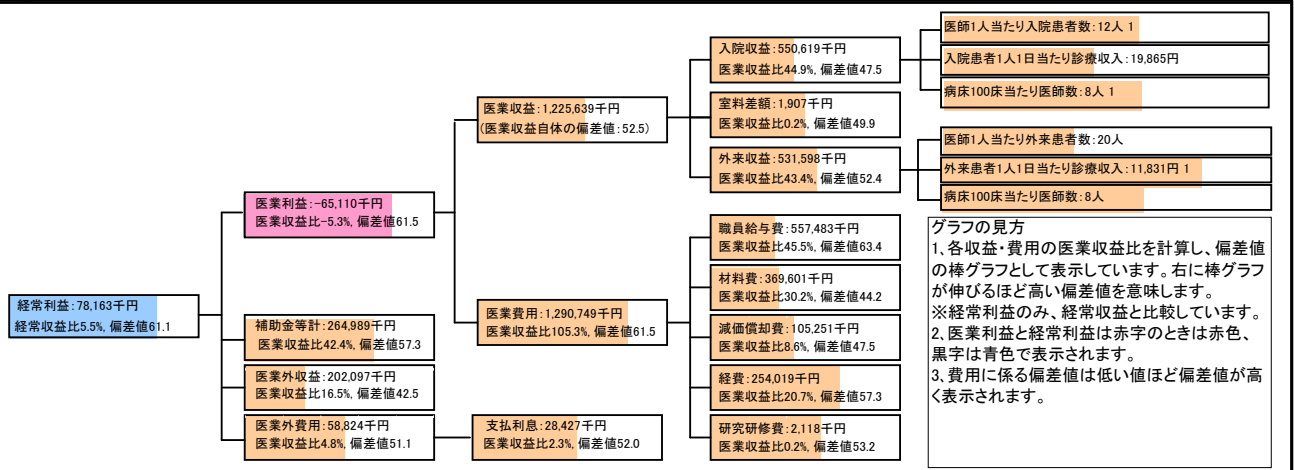 経常利益：78,163千円
経常収益比5.5%, 偏差値61.1
医業利益：-65,110千円
医業収益比-5.3%, 偏差値61.5
補助金等計：264,989千円
医業収益比42.4%, 偏差値57.3
医業外収益：202,097千円
医業収益比16.5%, 偏差値42.5
医業外費用：58,824千円
医業収益比4.8%, 偏差値51.1
支払利息：28,427千円
医業収益比2.3%, 偏差値52.0
医業収益：1,225,639千円
(医業収益自体の偏差値：52.5)
医業費用：1,290,749千円
医業収益比105.3%, 偏差値61.5
入院収益：550,619千円
医業収益比44.9%, 偏差値47.5
室料差額：1,907千円
医業収益比0.2%, 偏差値49.9
外来収益：531,598千円
医業収益比43.4%, 偏差値52.4
職員給与費：557,483千円
医業収益比45.5%, 偏差値63.4
材料費：369,601千円
医業収益比30.2%, 偏差値44.2
減価償却費：105,251千円
医業収益比8.6%, 偏差値47.5
経費：254,019千円
医業収益比20.7%, 偏差値57.3
研究研修費：2,118千円
医業収益比0.2%, 偏差値53.2
医師1人当たり入院患者数：12人 1
入院患者1人1日当たり診療収入：19,865円
病床100床当たり医師数：8人 1
医師1人当たり外来患者数：20人
外来患者1人1日当たり診療収入：11,831円 1
病床100床当たり医師数：8人
グラフの見方
1、各収益・費用の医業収益比を計算し、偏差値
の棒グラフとして表示しています。右に棒グラフ
が伸びるほど高い偏差値を意味します。
※経常利益のみ、経常収益と比較しています。
2、医業利益と経常利益は赤字のときは赤色、
黒字は青色で表示されます。
3、費用に係る偏差値は低い値ほど偏差値が高
く表示されます。